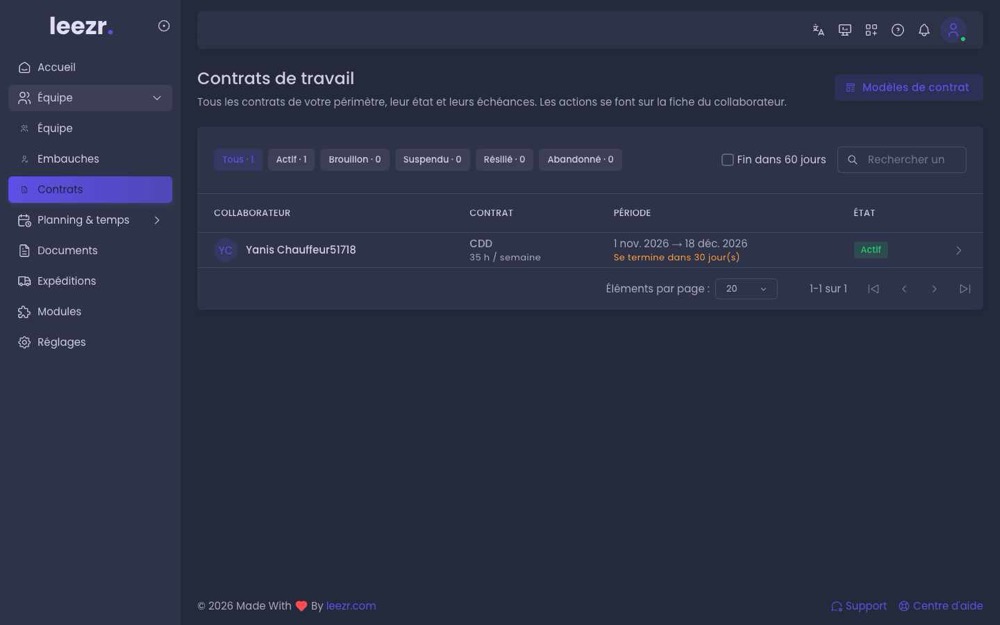 leezr.
Accueil
Équipe
Équipe
Embauches
Contrats
Planning & temps
Documents
Expéditions
Modules
Réglages
Contrats de travail
Tous les contrats de votre périmètre, leur état et leurs échéances. Les actions se font sur la fiche du collaborateur.
Modèles de contrat
Tous · 1
Actif · 1
Brouillon · 0
Suspendu · 0
Résilié · 0
Abandonné · 0
Fin dans 60 jours
Rechercher un
COLLABORATEUR
CONTRAT
PÉRIODE
ÉTAT
YC
Yanis Chauffeur51718
CDD
35 h / semaine
1 nov. 2026 → 18 déc. 2026
Se termine dans 30 jour(s)
Actif
Éléments par page :
20
1-1 sur 1
© 2026 Made With ❤ By leezr.com
Support
Centre d'aide